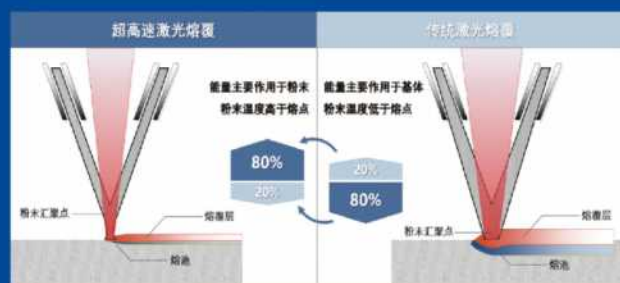 超高速激光熔覆
传统激光熔覆
能量主要作用于粉末
粉末温度高于熔点
能量主要作用于基体
粉末温度低于熔点
80%
20%
20%
80%
粉末汇聚点
熔覆层
熔池
粉末汇聚点
熔覆层
熔池